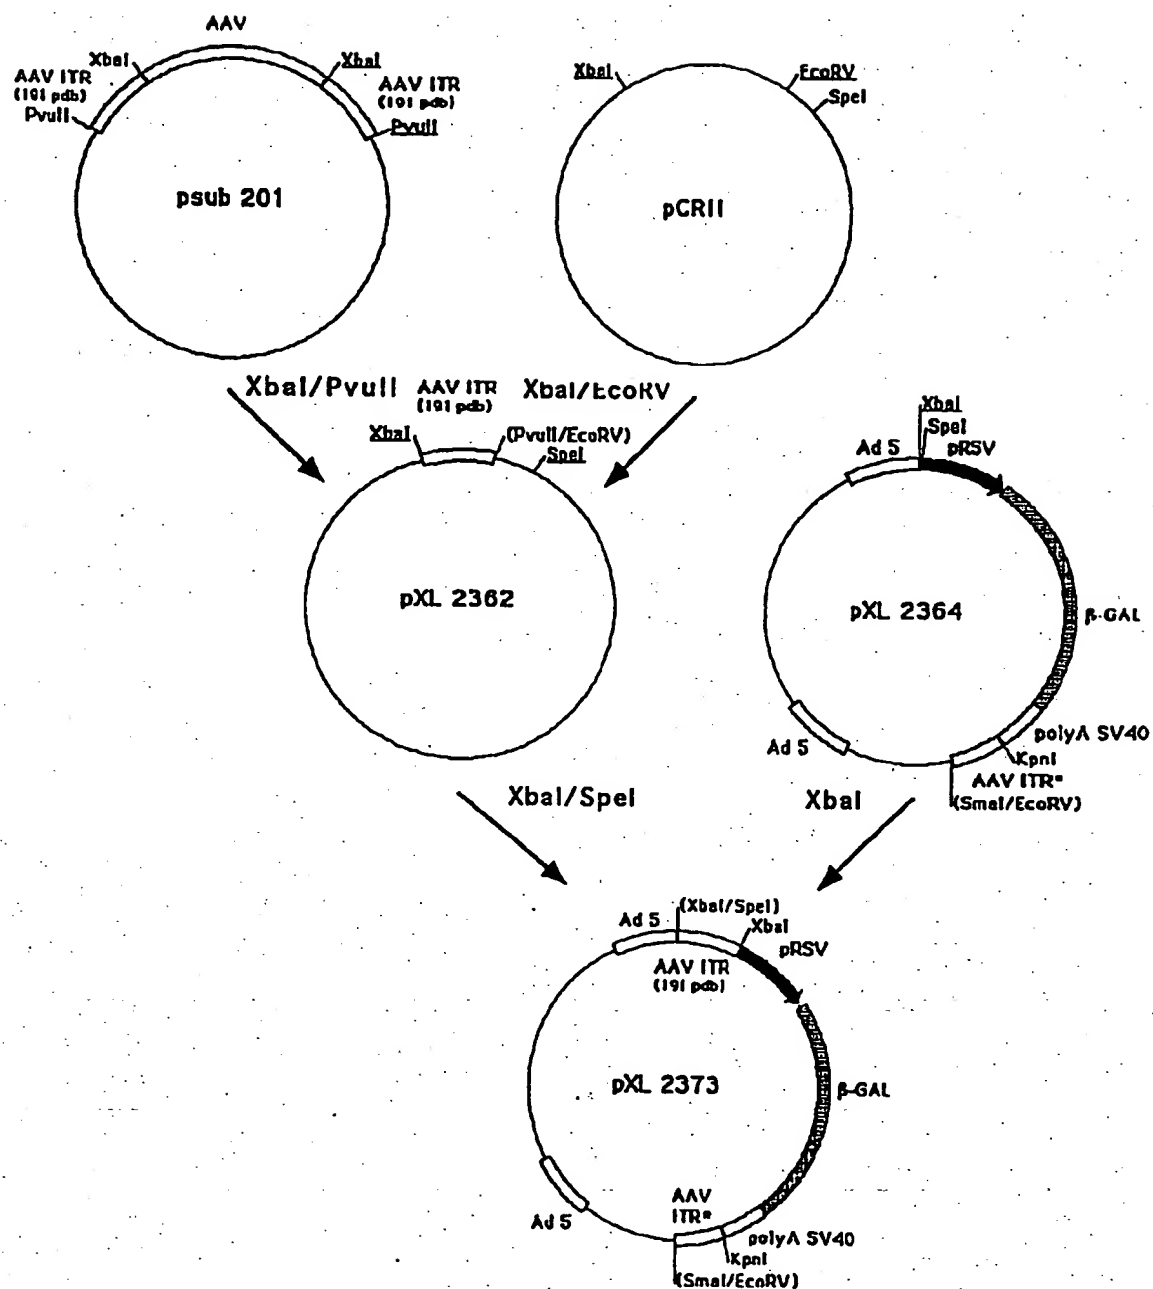 AAV
XbaI
XbaI
AAV ITR
(191 pdb)
PvuII
AAV ITR
(191 pdb)
PvuII
psub 201
XbaI
EcoRV
SpeI
pCRII
XbaI/PvuII
AAV ITR
(191 pdb)
XbaI/EcoRV
XbaI
(PvuII/EcoRV)
SpeI
pXL 2362
XbaI
SpeI
Ad 5
pRSV
pXL 2364
β-GAL
Ad 5
polyA SV40
KpnI
AAV ITR*
(SmaI/EcoRV)
XbaI/SpeI
XbaI
Ad 5
(XbaI/SpeI)
XbaI
pRSV
AAV ITR
(191 pdb)
pXL 2373
β-GAL
Ad 5
AAV
ITR*
polyA SV40
KpnI
(SmaI/EcoRV)